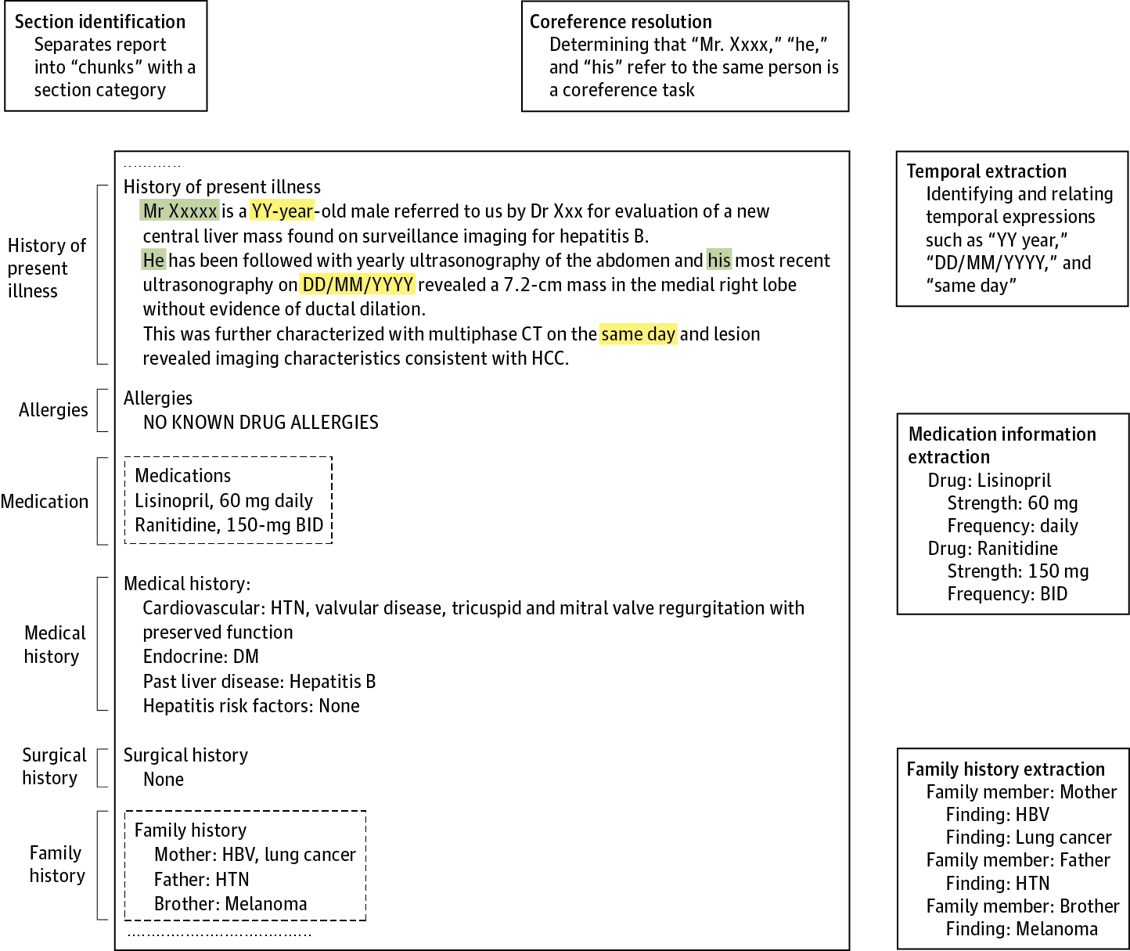 Section identification
Separates report
into “chunks” with a
section category
Coreference resolution
Determining that “Mr. Xxxx,” “he,”
and “his” refer to the same person is
a coreference task
History of
present
illness
............
History of present illness
Mr Xxxxx is a YY-year-old male referred to us by Dr Xxx for evaluation of a new
central liver mass found on surveillance imaging for hepatitis B.
He has been followed with yearly ultrasonography of the abdomen and his most recent
ultrasonography on DD/MM/YYYY revealed a 7.2-cm mass in the medial right lobe
without evidence of ductal dilation.
This was further characterized with multiphase CT on the same day and lesion
revealed imaging characteristics consistent with HCC.
Temporal extraction
Identifying and relating
temporal expressions
such as “YY year,”
“DD/MM/YYYY,” and
“same day”
Allergies
Allergies
NO KNOWN DRUG ALLERGIES
Medication
Medications
Lisinopril, 60 mg daily
Ranitidine, 150-mg BID
Medication information
extraction
Drug: Lisinopril
Strength: 60 mg
Frequency: daily
Drug: Ranitidine
Strength: 150 mg
Frequency: BID
Medical
history
Medical history:
Cardiovascular: HTN, valvular disease, tricuspid and mitral valve regurgitation with
preserved function
Endocrine: DM
Past liver disease: Hepatitis B
Hepatitis risk factors: None
Surgical
history
Surgical history
None
Family
history
Family history
Mother: HBV, lung cancer
Father: HTN
Brother: Melanoma
.....................................
Family history extraction
Family member: Mother
Finding: HBV
Finding: Lung cancer
Family member: Father
Finding: HTN
Family member: Brother
Finding: Melanoma